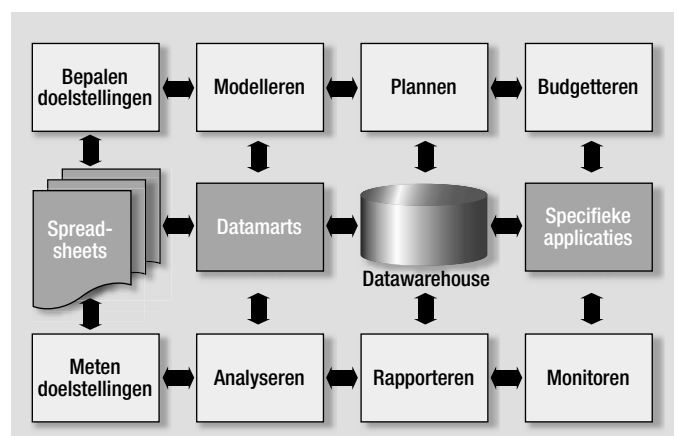 Bepalen
doelstellingen
Modelleren
Plannen
Budgetteren
Spread-
sheets
Datamarts
Datawarehouse
Specifieke
applicaties
Meten
doelstellingen
Analyseren
Rapporteren
Monitoren